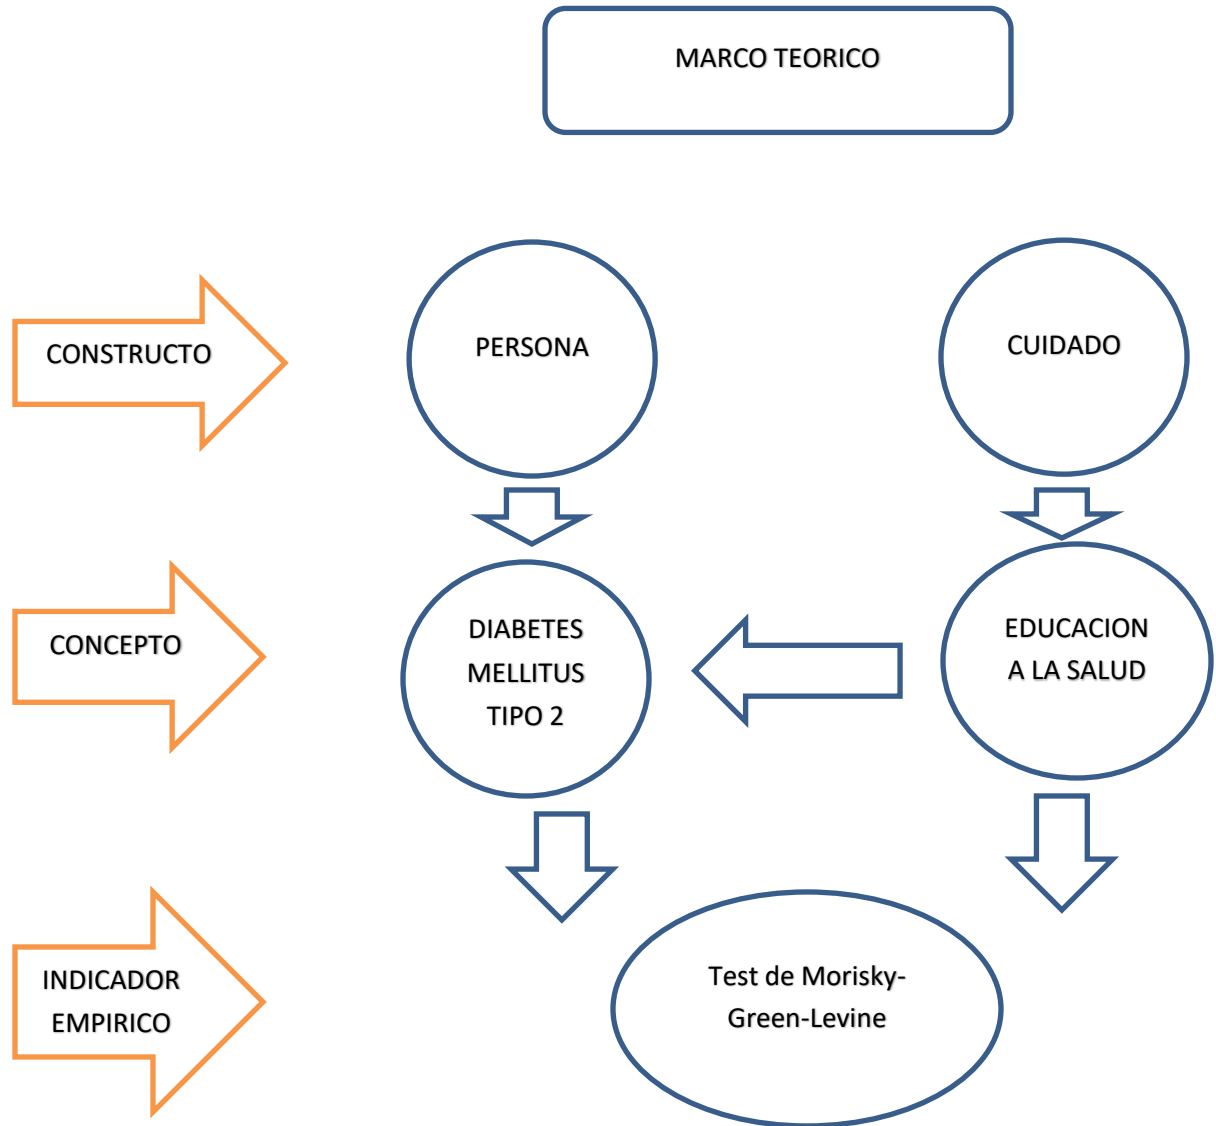 MARCO TEORICO
CONSTRUCTO
PERSONA
CUIDADO
CONCEPTO
DIABETES
MELLITUS
TIPO 2
EDUCACION
A LA SALUD
INDICADOR
EMPIRICO
Test de Morisky-
Green-Levine